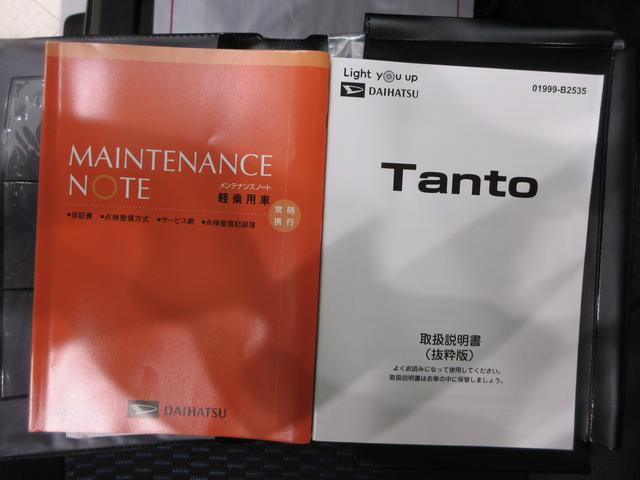 MAINTENANCE
NOTE
メンテナンスノート
軽乗用車
•保証書 •点検整備方式 •サービス網 •点検整備記録簿
常時
携行
DAIHATSU
Light you up
DAIHATSU
01999-B2535
Tanto
取扱説明書
(抜粋版)
よくお読みになって使用してください。
取扱説明書はお車の中に保管しましょう。